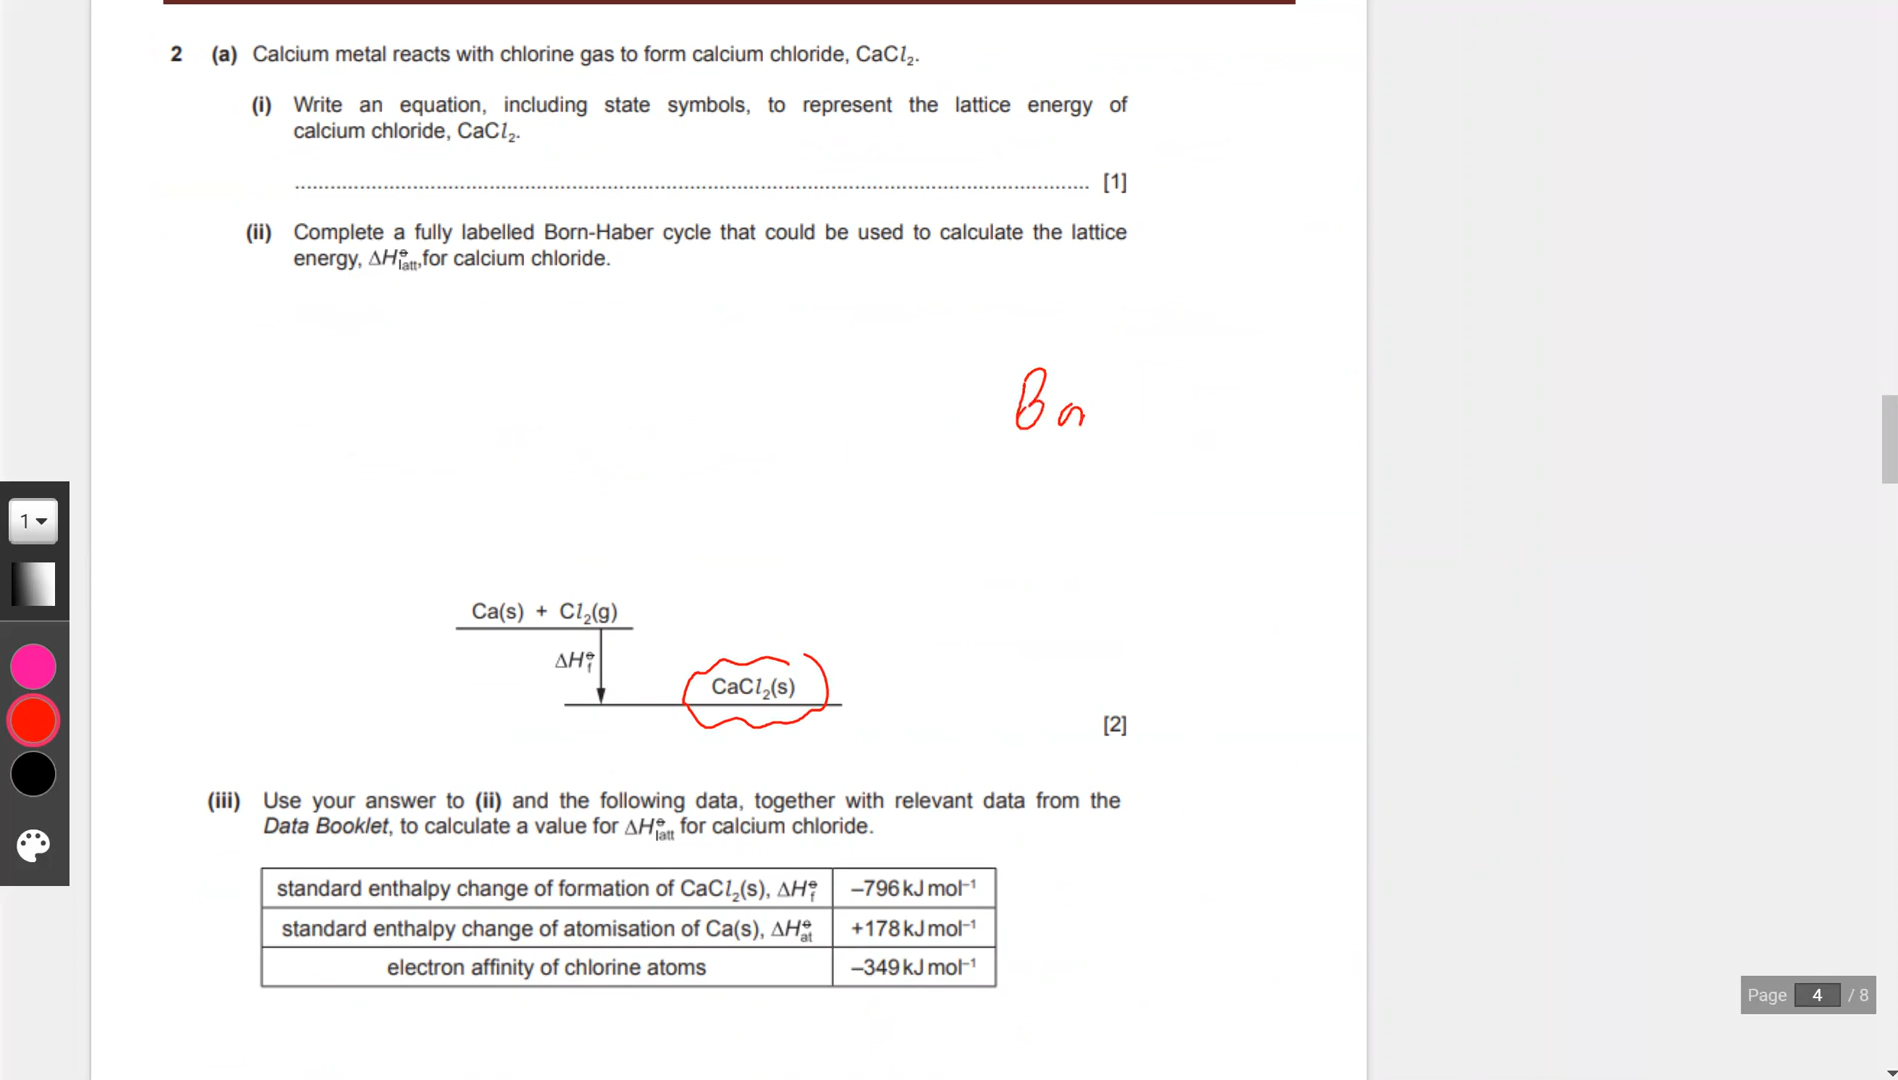 2 (a) Calcium metal reacts with chlorine gas to form calcium chloride, CaCl₂.
(i) Write an equation, including state symbols, to represent the lattice energy of
calcium chloride, CaCl₂.
[1]
(ii) Complete a fully labelled Born-Haber cycle that could be used to calculate the lattice
energy, ΔH⦵latt, for calcium chloride.
Ca(s) + Cl₂(g)
ΔH⦵f
CaCl₂(s)
[2]
(iii) Use your answer to (ii) and the following data, together with relevant data from the
Data Booklet, to calculate a value for ΔH⦵latt for calcium chloride.
standard enthalpy change of formation of CaCl₂(s), ΔH⦵f –796 kJ mol⁻¹
standard enthalpy change of atomisation of Ca(s), ΔH⦵at +178 kJ mol⁻¹
electron affinity of chlorine atoms –349 kJ mol⁻¹
1
Page 4 / 8